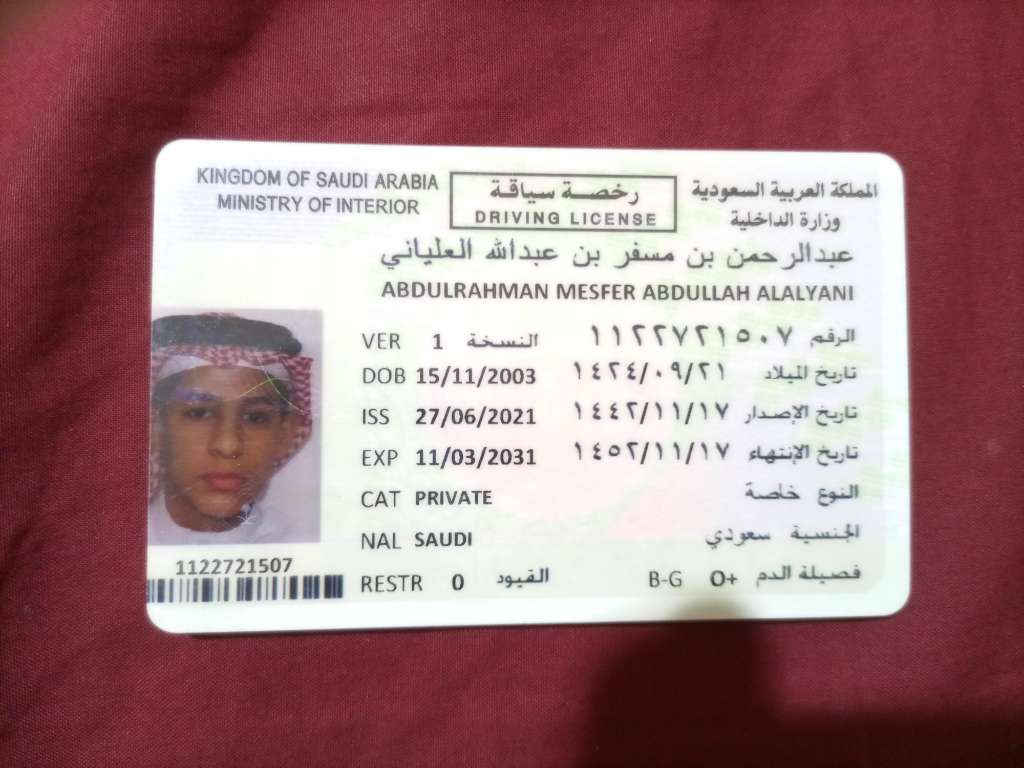 KINGDOM OF SAUDI ARABIA
MINISTRY OF INTERIOR
رخصة سياقة
DRIVING LICENSE
المملكة العربية السعودية
وزارة الداخلية
عبدالرحمن بن مسفر بن عبدالله العلياني
ABDULRAHMAN MESFER ABDULLAH ALALYANI
VER 1 النسخة الرقم ١١٢٢٧٢١٥٠٧
DOB 15/11/2003 تاريخ الميلاد ١٤٢٤/٠٩/٢١
ISS 27/06/2021 تاريخ الإصدار ١٤٤٢/١١/١٧
EXP 11/03/2031 تاريخ الإنتهاء ١٤٥٢/١١/١٧
CAT PRIVATE النوع خاصة
NAL SAUDI الجنسية سعودي
RESTR 0 القيود B-G O+ فصيلة الدم
1122721507